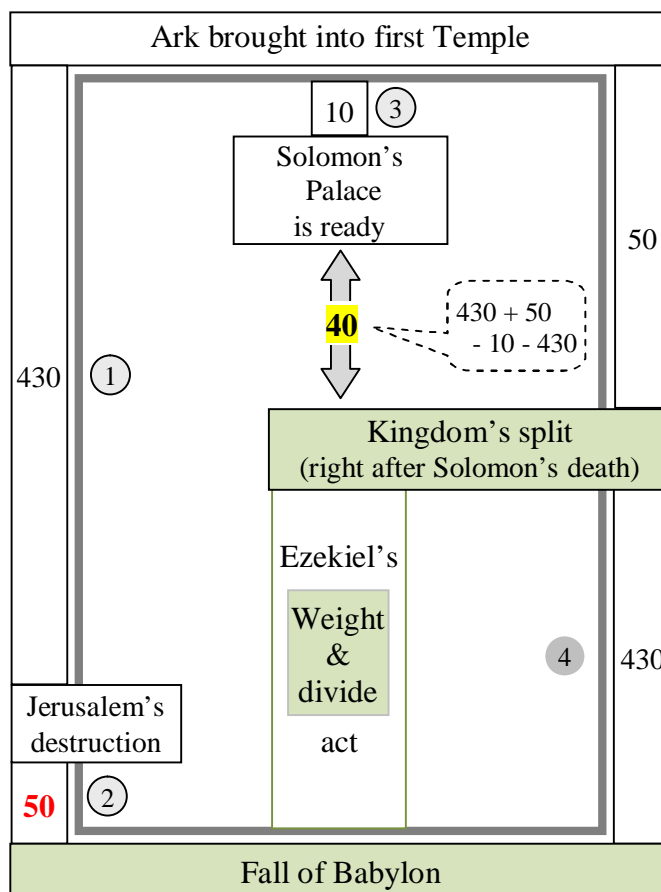 Ark brought into first Temple
10
3
Solomon's
Palace
is ready
50
40
430 + 50
- 10 - 430
430
1
Kingdom's split
(right after Solomon's death)
Ezekiel's
Weight
&
divide
act
4
430
Jerusalem's
destruction
50
2
Fall of Babylon